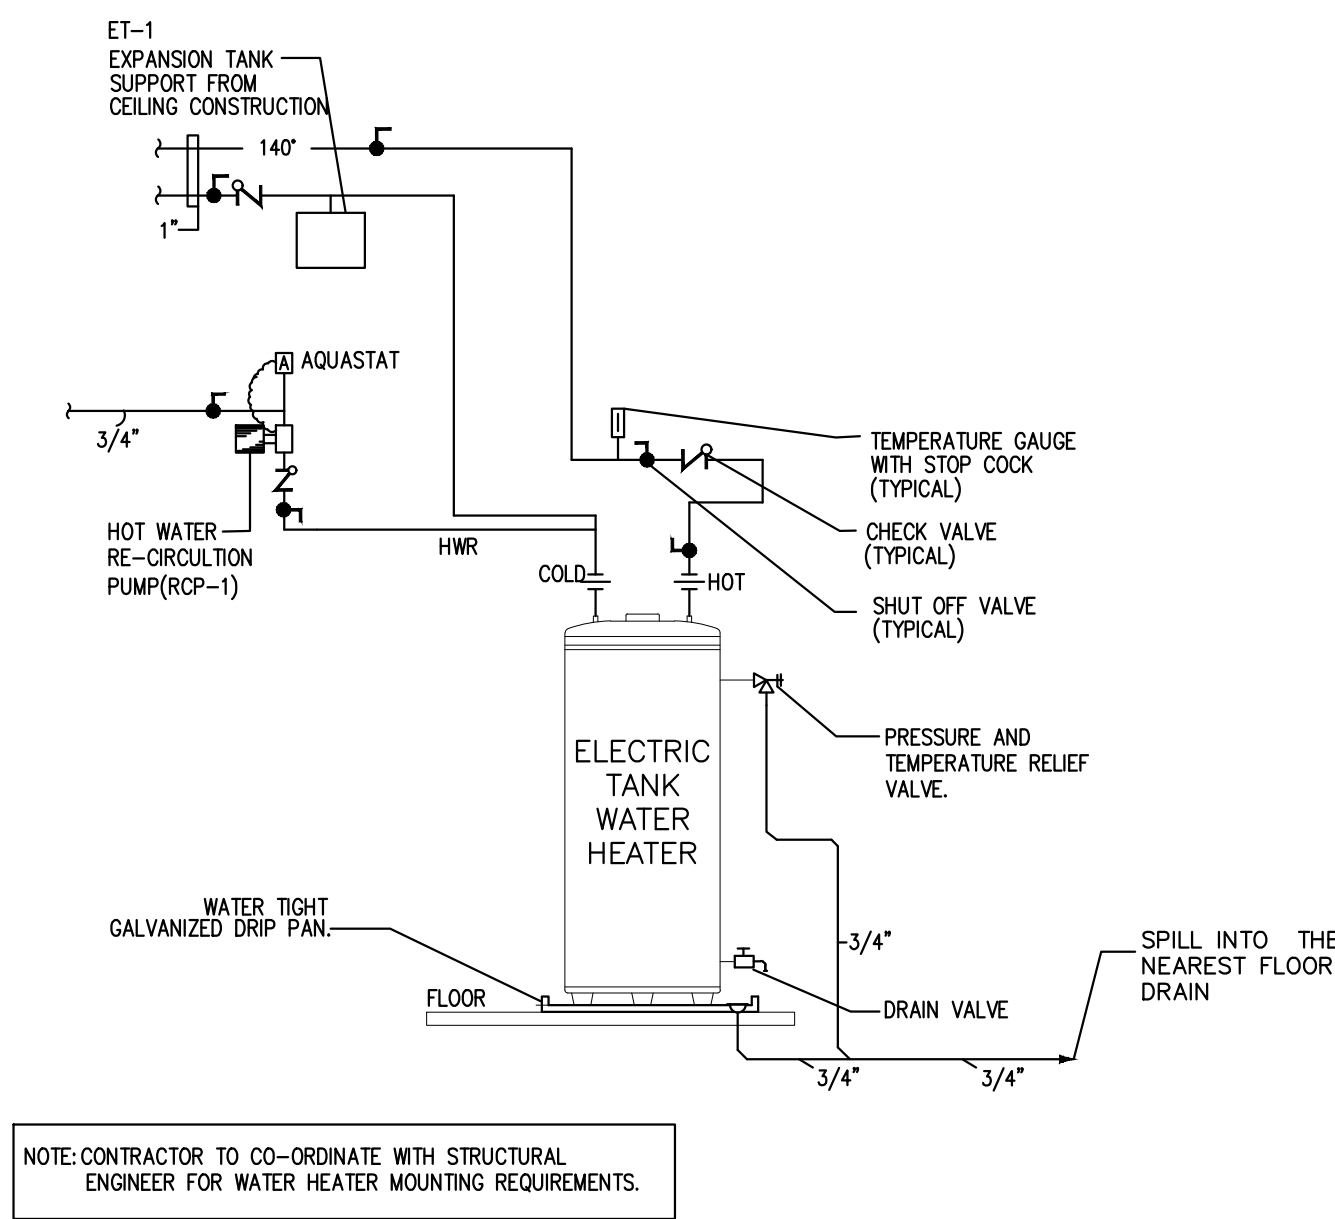 ET-1
EXPANSION TANK
SUPPORT FROM
CEILING CONSTRUCTION
140°
1"
A
AQUASTAT
3/4"
TEMPERATURE GAUGE
WITH STOP COCK
(TYPICAL)
HOT WATER
RE-CIRCULTION
PUMP(RCP-1)
HWR
CHECK VALVE
(TYPICAL)
COLD
HOT
SHUT OFF VALVE
(TYPICAL)
ELECTRIC
TANK
WATER
HEATER
PRESSURE AND
TEMPERATURE RELIEF
VALVE.
WATER TIGHT
GALVANIZED DRIP PAN.
3/4"
SPILL INTO THE
NEAREST FLOOR
DRAIN
FLOOR
DRAIN VALVE
3/4"
3/4"
NOTE: CONTRACTOR TO CO-ORDINATE WITH STRUCTURAL
ENGINEER FOR WATER HEATER MOUNTING REQUIREMENTS.